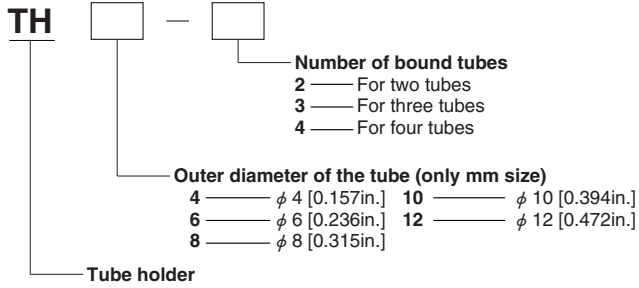 TH □ — □
Number of bound tubes
2 —— For two tubes
3 —— For three tubes
4 —— For four tubes
Outer diameter of the tube (only mm size)
4 —— φ 4 [0.157in.] 10 —— φ 10 [0.394in.]
6 —— φ 6 [0.236in.] 12 —— φ 12 [0.472in.]
8 —— φ 8 [0.315in.]
Tube holder